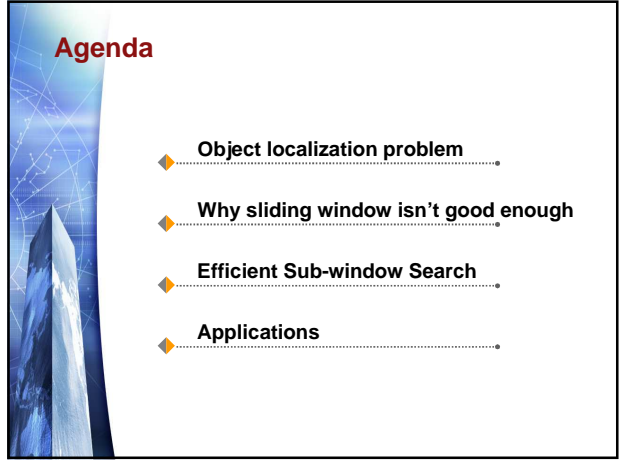 Agenda
Object localization problem
Why sliding window isn’t good enough
Efficient Sub-window Search
Applications